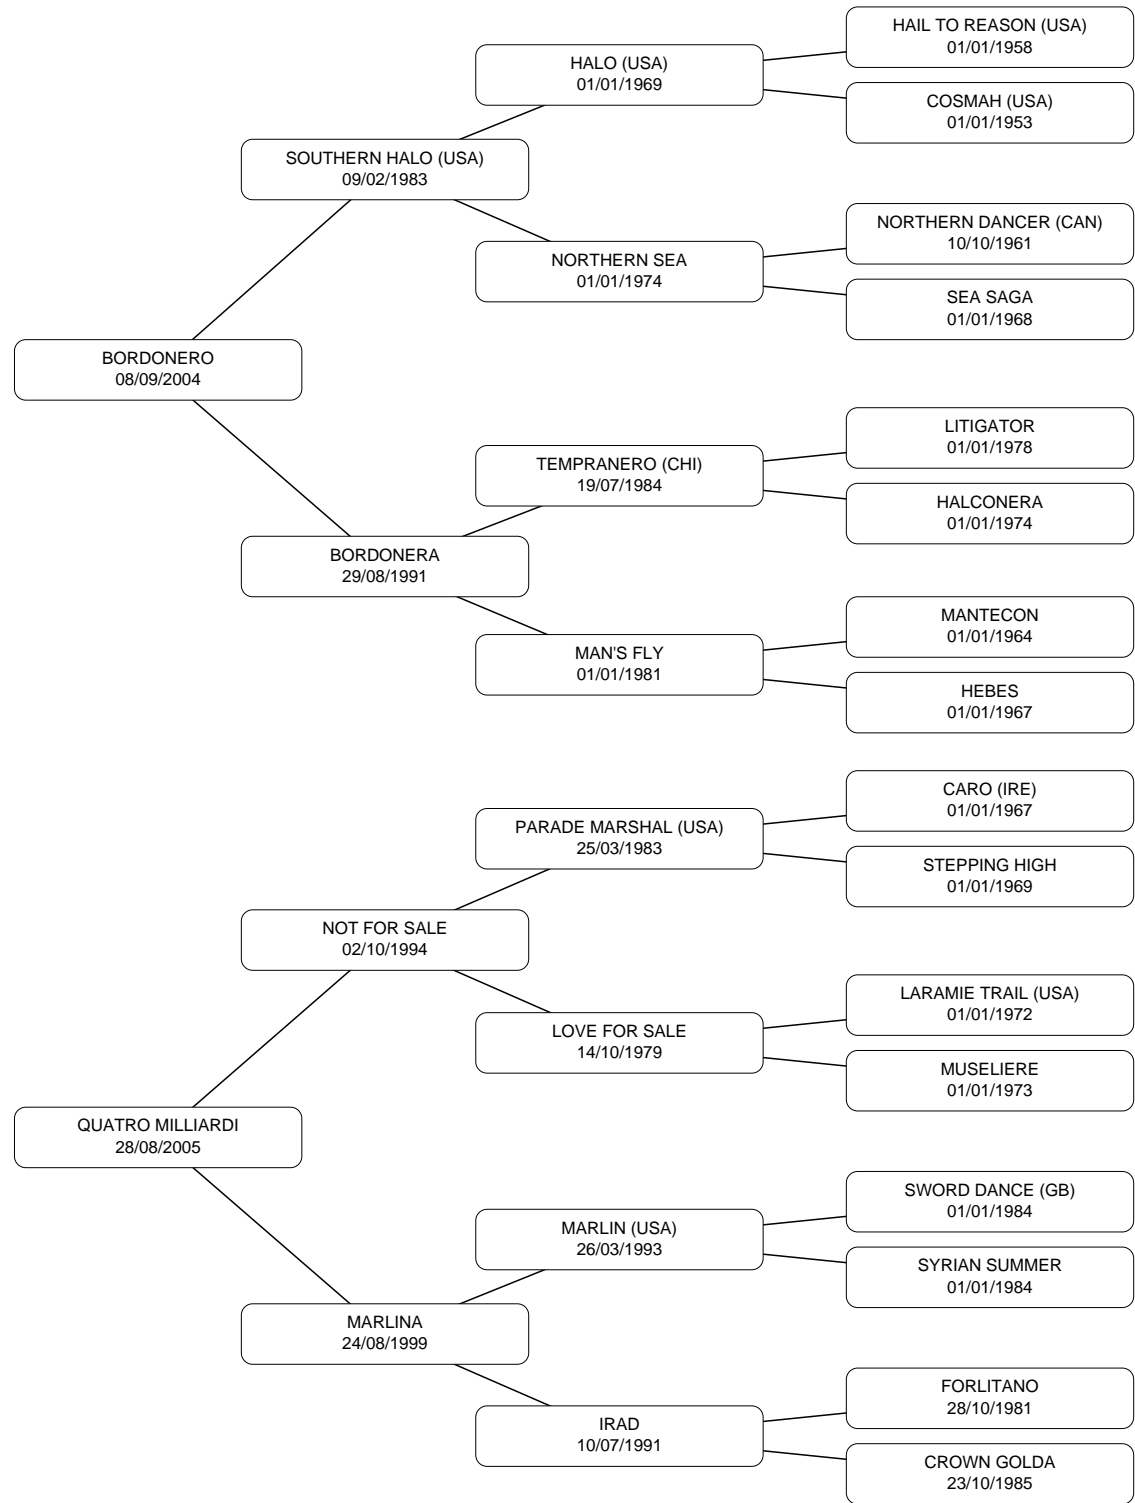 HAIL TO REASON (USA)
01/01/1958
HALO (USA)
01/01/1969
COSMAH (USA)
01/01/1953
SOUTHERN HALO (USA)
09/02/1983
NORTHERN DANCER (CAN)
10/10/1961
NORTHERN SEA
01/01/1974
SEA SAGA
01/01/1968
BORDONERO
08/09/2004
LITIGATOR
01/01/1978
TEMPRANERO (CHI)
19/07/1984
HALCONERA
01/01/1974
BORDONERA
29/08/1991
MANTECON
01/01/1964
MAN'S FLY
01/01/1981
HEBES
01/01/1967
CARO (IRE)
01/01/1967
PARADE MARSHAL (USA)
25/03/1983
STEPPING HIGH
01/01/1969
NOT FOR SALE
02/10/1994
LARAMIE TRAIL (USA)
01/01/1972
LOVE FOR SALE
14/10/1979
MUSELIERE
01/01/1973
QUATRO MILLIARDI
28/08/2005
SWORD DANCE (GB)
01/01/1984
MARLIN (USA)
26/03/1993
SYRIAN SUMMER
01/01/1984
MARLINA
24/08/1999
FORLITANO
28/10/1981
IRAD
10/07/1991
CROWN GOLDA
23/10/1985